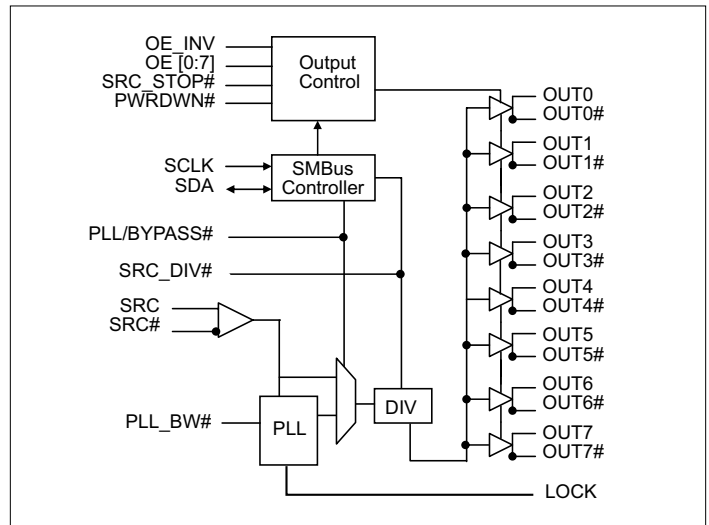 OE_INV
OE [0:7]
SRC_STOP#
PWRDWN#
Output
Control
SCLK
SDA
SMBus
Controller
PLL/BYPASS#
SRC_DIV#
SRC
SRC#
PLL_BW#
PLL
DIV
OUT0
OUT0#
OUT1
OUT1#
OUT2
OUT2#
OUT3
OUT3#
OUT4
OUT4#
OUT5
OUT5#
OUT6
OUT6#
OUT7
OUT7#
LOCK